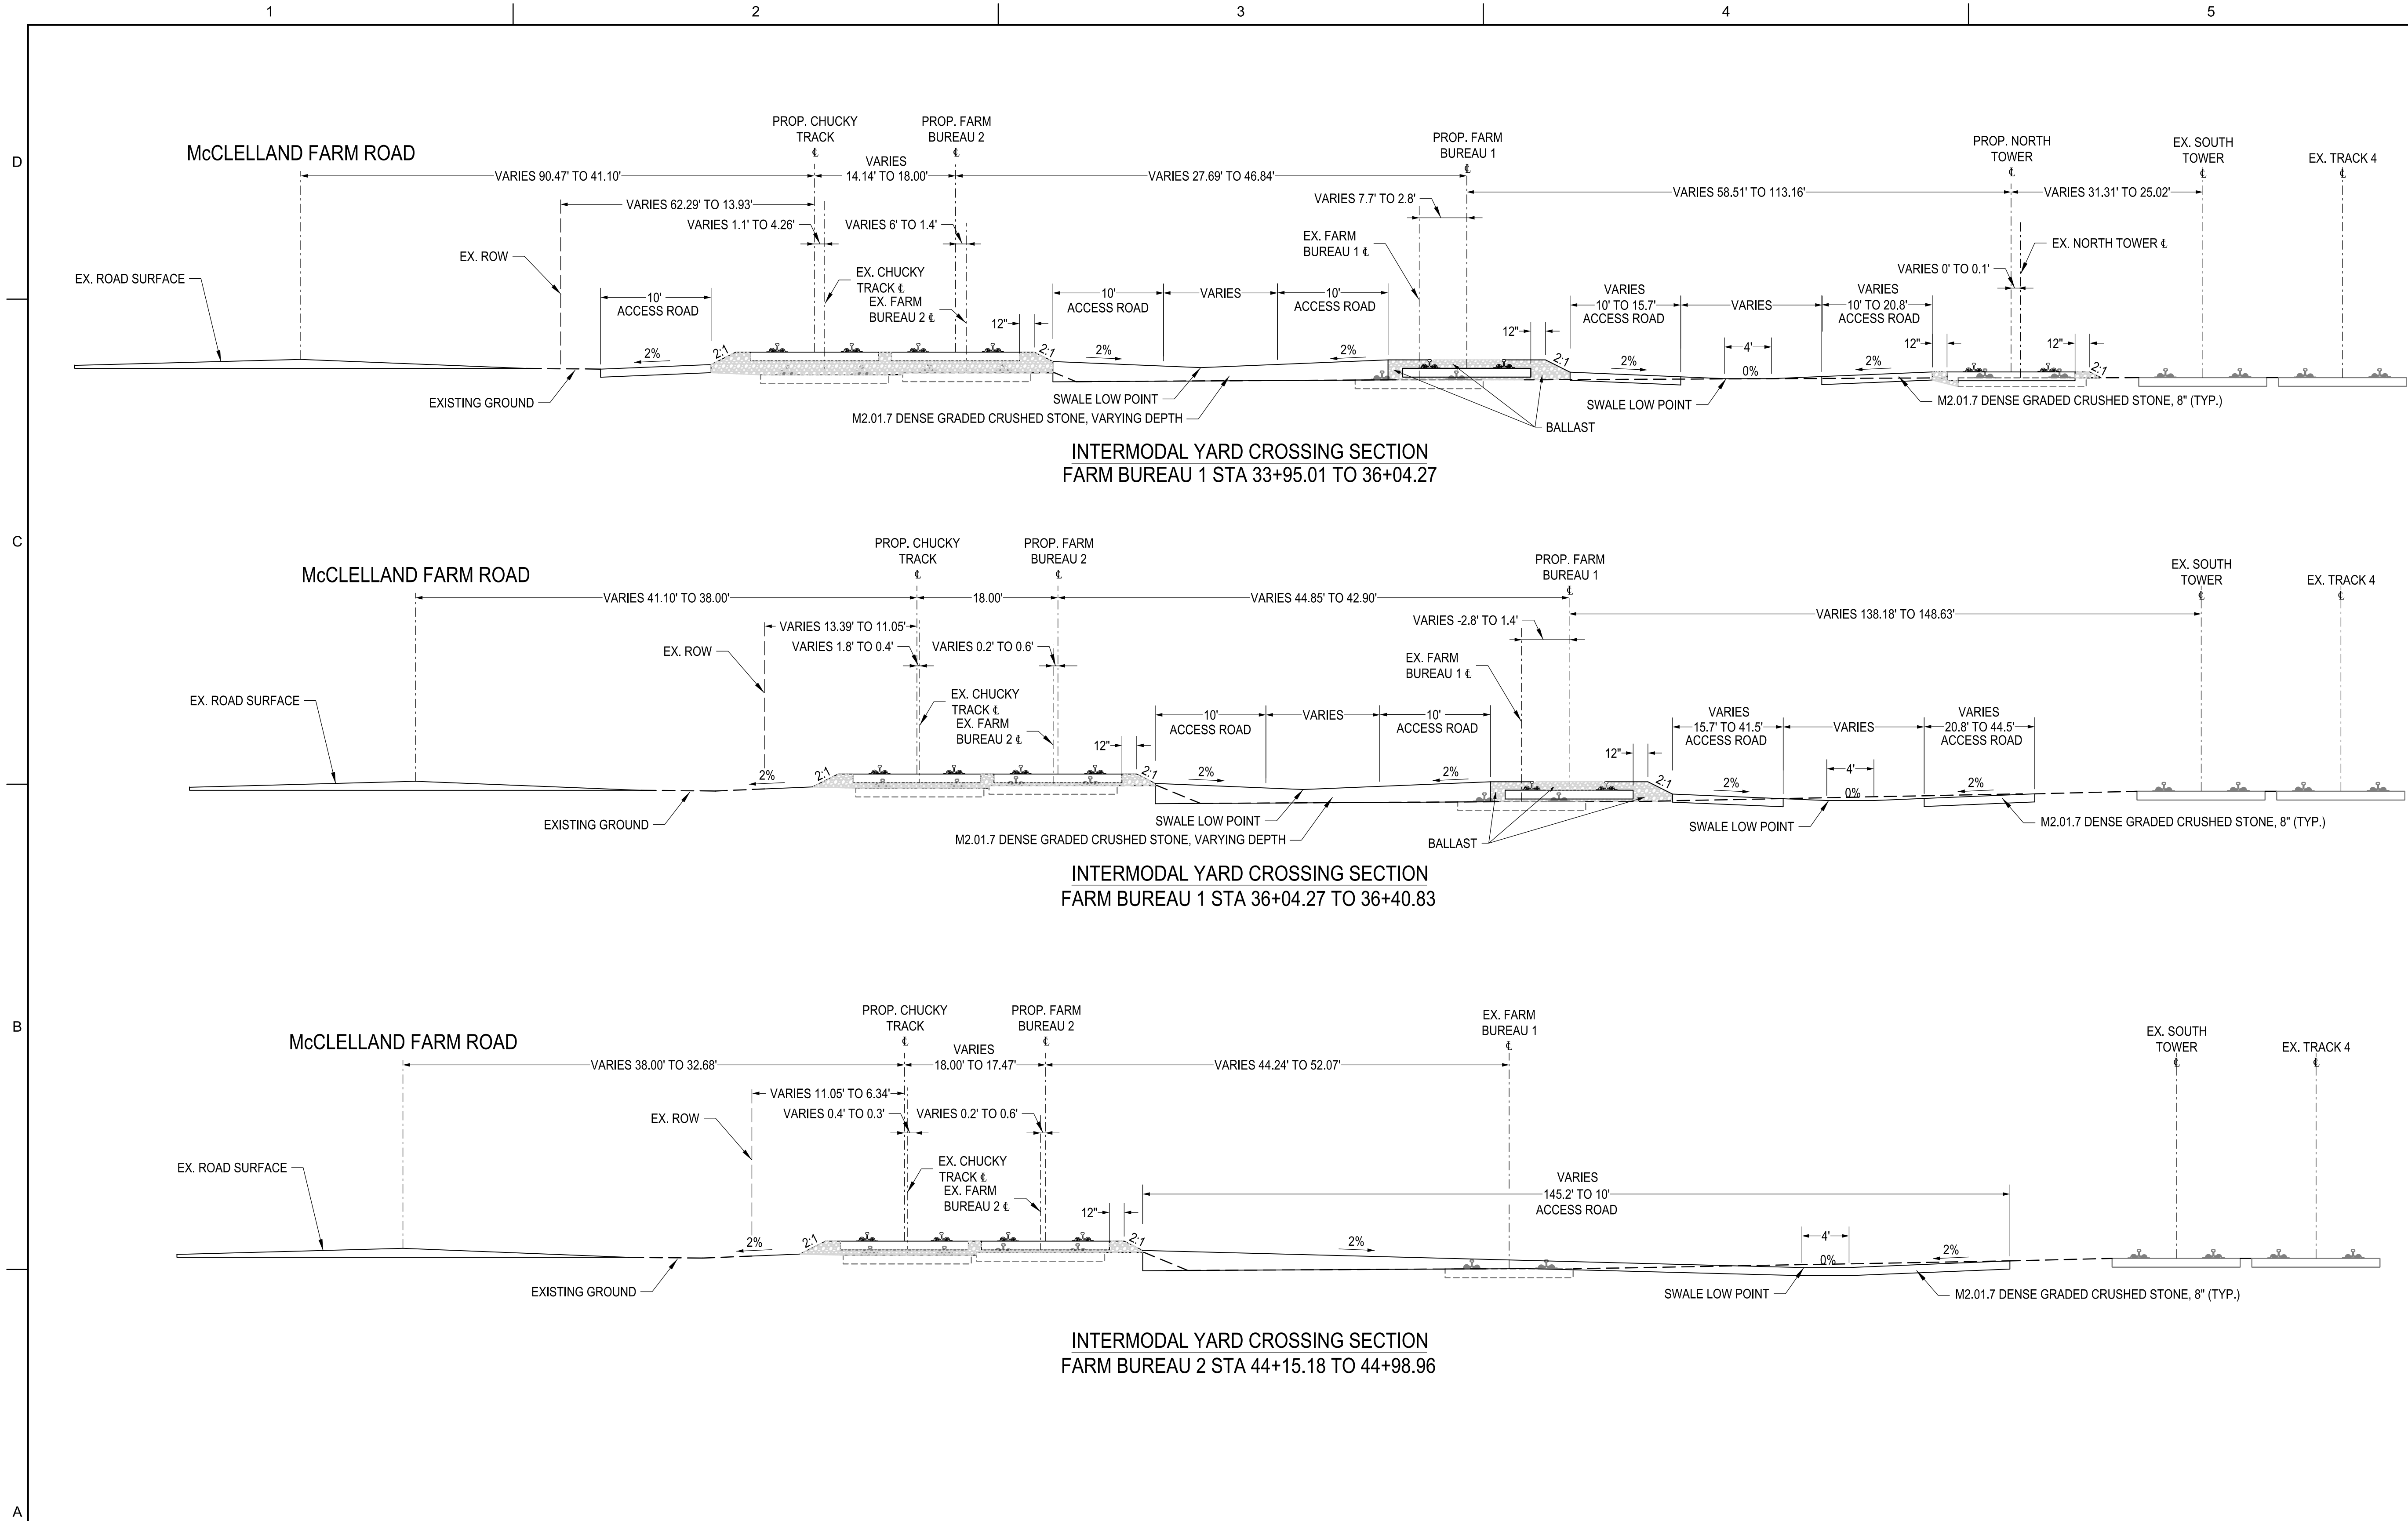 1
2
3
4
5
D
C
B
A
PROP. CHUCKY
TRACK
℄
PROP. FARM
BUREAU 2
℄
PROP. FARM
BUREAU 1
℄
PROP. NORTH
TOWER
℄
EX. SOUTH
TOWER
℄
EX. TRACK 4
℄
McCLELLAND FARM ROAD
VARIES 90.47' TO 41.10'
VARIES
14.14' TO 18.00'
VARIES 27.69' TO 46.84'
VARIES 58.51' TO 113.16'
VARIES 31.31' TO 25.02'
VARIES 62.29' TO 13.93'
VARIES 7.7' TO 2.8'
VARIES 1.1' TO 4.26'
VARIES 6' TO 1.4'
EX. FARM
BUREAU 1 ℄
EX. NORTH TOWER ℄
EX. ROW
VARIES 0' TO 0.1'
EX. ROAD SURFACE
EX. CHUCKY
TRACK ℄
EX. FARM
BUREAU 2 ℄
10'
ACCESS ROAD
10'
ACCESS ROAD
VARIES
10'
ACCESS ROAD
VARIES
10' TO 15.7'
ACCESS ROAD
VARIES
VARIES
10' TO 20.8'
ACCESS ROAD
12"
12"
12"
12"
4'
2%
2:1
2:1
2%
2%
2:1
2%
0%
2%
2:1
EXISTING GROUND
SWALE LOW POINT
M2.01.7 DENSE GRADED CRUSHED STONE, VARYING DEPTH
BALLAST
SWALE LOW POINT
M2.01.7 DENSE GRADED CRUSHED STONE, 8" (TYP.)
INTERMODAL YARD CROSSING SECTION
FARM BUREAU 1 STA 33+95.01 TO 36+04.27
PROP. CHUCKY
TRACK
℄
PROP. FARM
BUREAU 2
℄
PROP. FARM
BUREAU 1
℄
EX. SOUTH
TOWER
℄
EX. TRACK 4
℄
McCLELLAND FARM ROAD
VARIES 41.10' TO 38.00'
18.00'
VARIES 44.85' TO 42.90'
VARIES 138.18' TO 148.63'
VARIES 13.39' TO 11.05'
VARIES -2.8' TO 1.4'
VARIES 1.8' TO 0.4'
VARIES 0.2' TO 0.6'
EX. ROW
EX. FARM
BUREAU 1 ℄
EX. ROAD SURFACE
EX. CHUCKY
TRACK ℄
EX. FARM
BUREAU 2 ℄
10'
ACCESS ROAD
VARIES
10'
ACCESS ROAD
VARIES
15.7' TO 41.5'
ACCESS ROAD
VARIES
VARIES
20.8' TO 44.5'
ACCESS ROAD
12"
12"
4'
2%
2:1
2:1
2%
2%
2:1
2%
0%
2%
EXISTING GROUND
SWALE LOW POINT
M2.01.7 DENSE GRADED CRUSHED STONE, VARYING DEPTH
BALLAST
SWALE LOW POINT
M2.01.7 DENSE GRADED CRUSHED STONE, 8" (TYP.)
INTERMODAL YARD CROSSING SECTION
FARM BUREAU 1 STA 36+04.27 TO 36+40.83
PROP. CHUCKY
TRACK
℄
PROP. FARM
BUREAU 2
℄
EX. FARM
BUREAU 1
℄
EX. SOUTH
TOWER
℄
EX. TRACK 4
℄
McCLELLAND FARM ROAD
VARIES 38.00' TO 32.68'
VARIES
18.00' TO 17.47'
VARIES 44.24' TO 52.07'
VARIES 11.05' TO 6.34'
VARIES 0.4' TO 0.3'
VARIES 0.2' TO 0.6'
EX. ROW
EX. ROAD SURFACE
EX. CHUCKY
TRACK ℄
EX. FARM
BUREAU 2 ℄
VARIES
145.2' TO 10'
ACCESS ROAD
12"
4'
2%
2:1
2:1
2%
0%
2%
EXISTING GROUND
SWALE LOW POINT
M2.01.7 DENSE GRADED CRUSHED STONE, 8" (TYP.)
INTERMODAL YARD CROSSING SECTION
FARM BUREAU 2 STA 44+15.18 TO 44+98.96